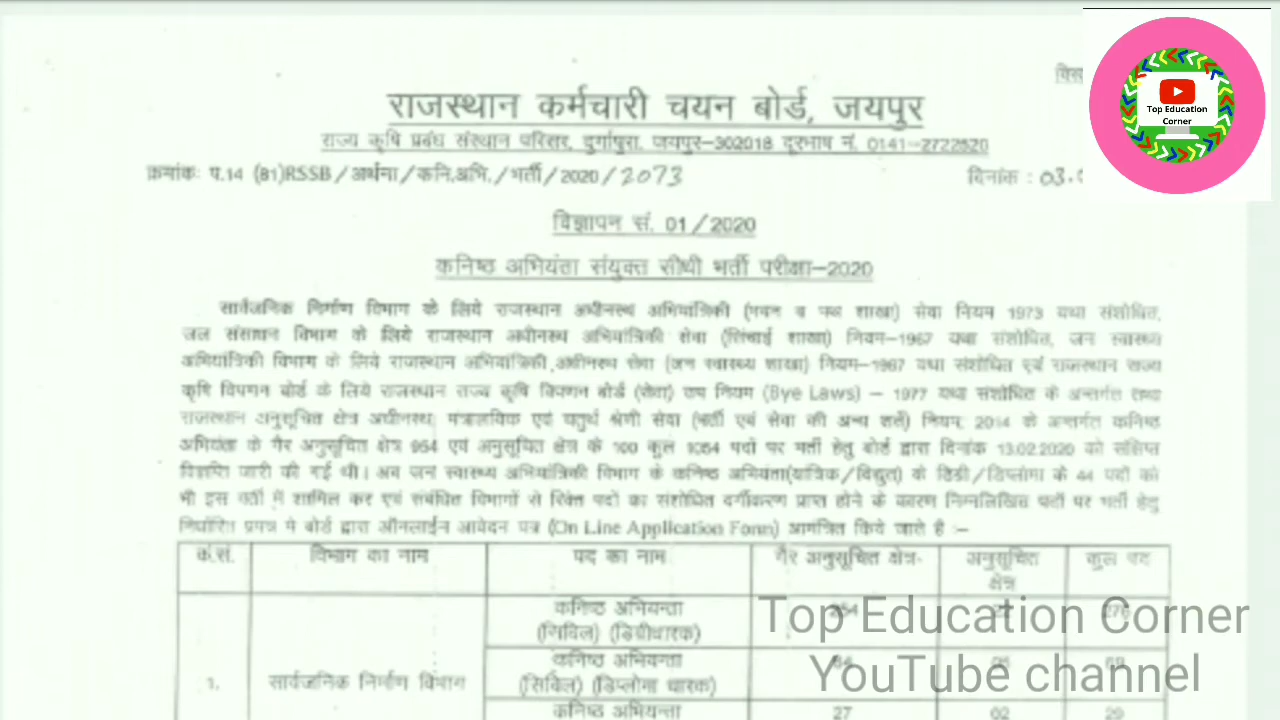 राजस्थान कर्मचारी चयन बोर्ड, जयपुर
राज्य कृषि प्रबंध संस्थान परिसर, दुर्गापुरा, जयपुर–302018 दूरभाष नं. 0141–2722520
क्रमांकः प.14 (81)RSSB/अर्थना/कनि.अभि./भर्ती/2020/2073
दिनांक : 03.
Top Education
Corner
विज्ञापन सं. 01/2020
कनिष्ठ अभियंता संयुक्त सीधी भर्ती परीक्षा–2020
सार्वजनिक निर्माण विभाग के लिये राजस्थान अधीनस्थ अभियांत्रिकी (भवन व पथ शाखा) सेवा नियम 1973 यथा संशोधित,
जल संसाधन विभाग के लिये राजस्थान अधीनस्थ अभियांत्रिकी सेवा (सिंचाई शाखा) नियम–1967 यथा संशोधित, जन स्वास्थ्य
अभियांत्रिकी विभाग के लिये राजस्थान अभियांत्रिकी अधीनस्थ सेवा (जन स्वास्थ्य शाखा) नियम–1967 यथा संशोधित एवं राजस्थान राज्य
कृषि विपणन बोर्ड के लिये राजस्थान राज्य कृषि विपणन बोर्ड (सेवा) उप नियम (Bye Laws) – 1977 यथा संशोधित के अन्तर्गत तथा
राजस्थान अनुसूचित क्षेत्र अधीनस्थ, मंत्रालयिक एवं चतुर्थ श्रेणी सेवा (भर्ती एवं सेवा की अन्य शर्तें) नियम, 2014 के अन्तर्गत कनिष्ठ
अभियंता के गैर अनुसूचित क्षेत्र 954 एवं अनुसूचित क्षेत्र के 100 कुल 1054 पदों पर भर्ती हेतु बोर्ड द्वारा दिनांक 13.02.2020 को संक्षिप्त
विज्ञप्ति जारी की गई थी। अब जन स्वास्थ्य अभियांत्रिकी विभाग के कनिष्ठ अभियंता(यांत्रिक/विद्युत) के डिग्री/डिप्लोमा के 44 पदों को
भी इस भर्ती में शामिल कर एवं संबंधित विभागों से रिक्त पदों का संशोधित वर्गीकरण प्राप्त होने के कारण निम्नलिखित पदों पर भर्ती हेतु
निर्धारित प्रपत्र में बोर्ड द्वारा ऑनलाईन आवेदन पत्र (On Line Application Form) आमंत्रित किये जाते है :–
क्र.सं. विभाग का नाम पद का नाम गैर अनुसूचित क्षेत्र अनुसूचित क्षेत्र कुल पद
कनिष्ठ अभियन्ता
(सिविल) (डिग्रीधारक)
Top Education Corner
1. सार्वजनिक निर्माण विभाग
कनिष्ठ अभियन्ता
(सिविल) (डिप्लोमा धारक)
YouTube channel
कनिष्ठ अभियन्ता 27 02 29